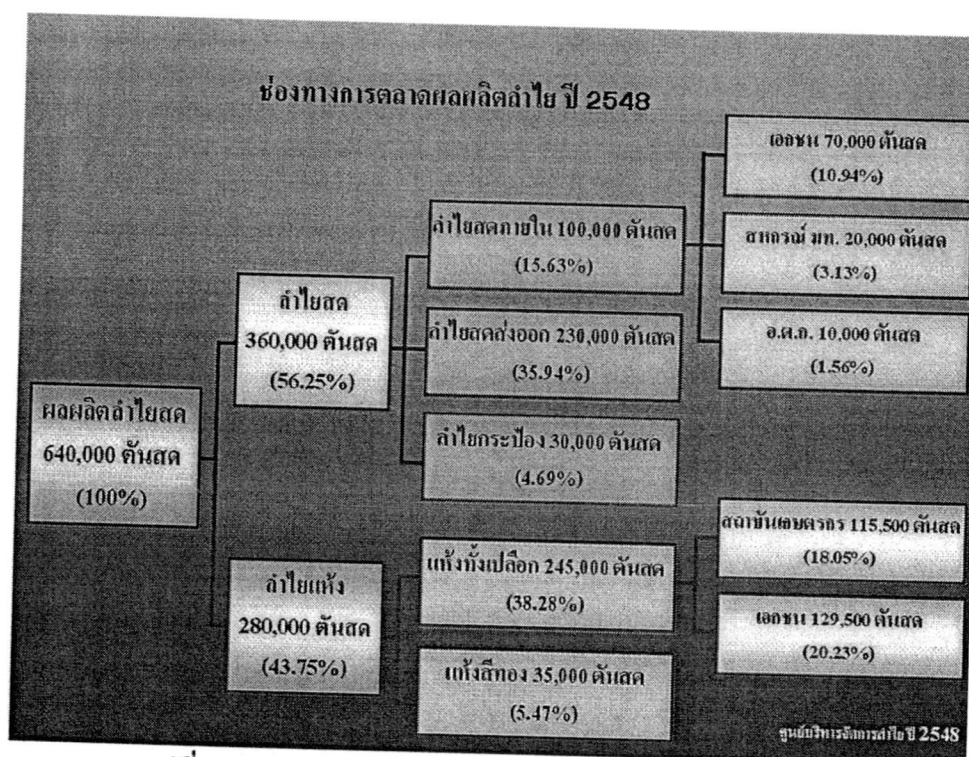 ช่องทางการตลาดผลผลิตลำไย ปี 2548
ผลผลิตลำไยสด
640,000 ตันสด
(100%)
ลำไยสด
360,000 ตันสด
(56.25%)
ลำไยสดภายใน 100,000 ตันสด
(15.63%)
เอกชน 70,000 ตันสด
(10.94%)
สหกรณ์ มท. 20,000 ตันสด
(3.13%)
อ.ต.ก. 10,000 ตันสด
(1.56%)
ลำไยสดส่งออก 230,000 ตันสด
(35.94%)
ลำไยกระป๋อง 30,000 ตันสด
(4.69%)
ลำไยแห้ง
280,000 ตันสด
(43.75%)
แห้งทั้งเปลือก 245,000 ตันสด
(38.28%)
สถาบันเกษตรกร 115,500 ตันสด
(18.05%)
เอกชน 129,500 ตันสด
(20.23%)
แห้งสีทอง 35,000 ตันสด
(5.47%)
ศูนย์บริหารจัดการลำไย ปี 2548